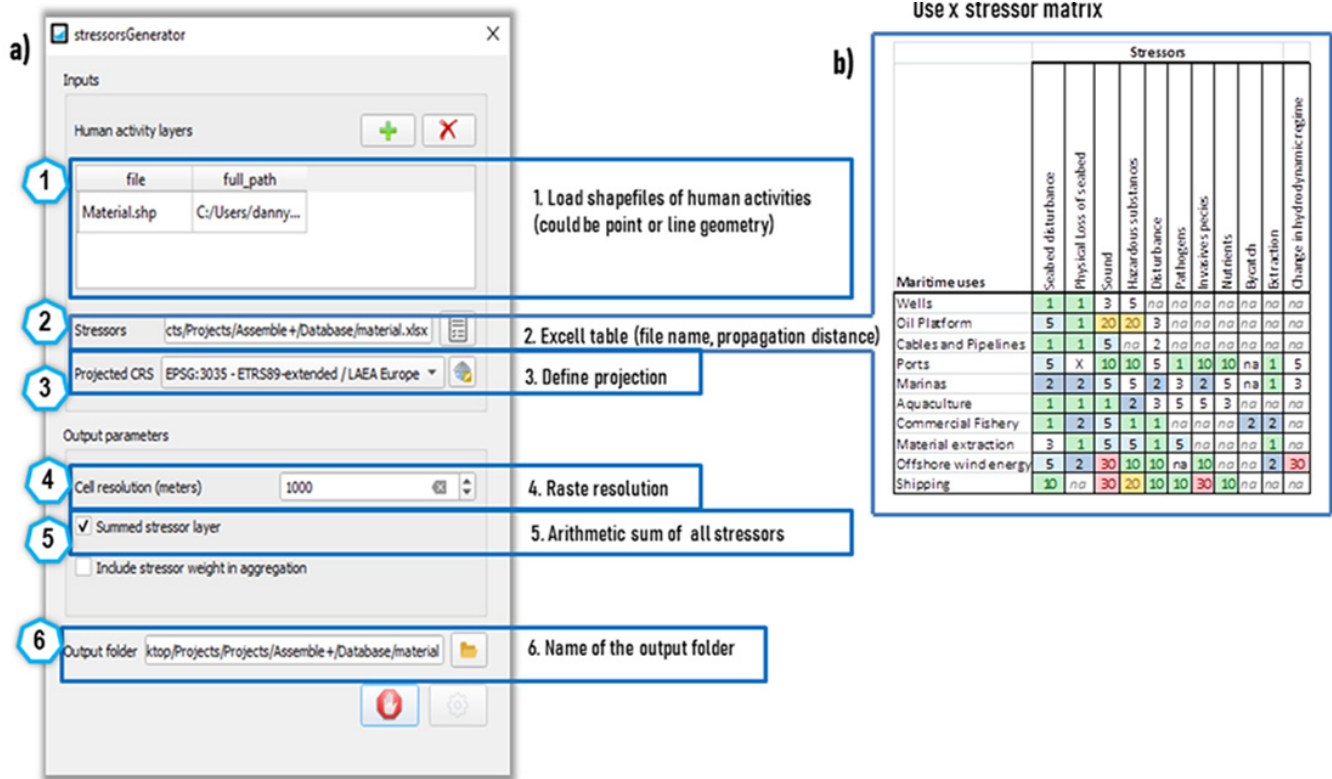 a)
stressorsGenerator
Inputs
Human activity layers
1
file full_path
Material.shp C:/Users/danny...
1. Load shapefiles of human activities
(could be point or line geometry)
2
Stressors cts/Projects/Assemble+/Database/material.xlsx
2. Excell table (file name, propagation distance)
3
Projected CRS EPSG:3035 - ETRS89-extended / LAEA Europe
3. Define projection
Output parameters
4
Cell resolution (meters) 1000
4. Raste resolution
5
Summed stressor layer
5. Arithmetic sum of all stressors
Include stressor weight in aggregation
6
Output folder ktop/Projects/Projects/Assemble+/Database/material
6. Name of the output folder
Use x stressor matrix
b)
Stressors
Maritime uses
Seabed disturbance
Physical Loss of seabed
Sound
Hazardous substances
Disturbance
Pathogens
Invasives pecies
Nutrients
Bycatch
Extraction
Change in hydrodynamic regime
Wells 1 1 3 5 na na na na na na na
Oil Platform 5 1 20 20 3 na na na na na na
Cables and Pipelines 1 1 5 na 2 na na na na na na
Ports 5 X 10 10 5 1 10 10 na 1 5
Marinas 2 2 5 5 2 3 2 5 na 1 3
Aquaculture 1 1 1 2 3 5 5 3 na na na
Commercial Fishery 1 2 5 1 1 na na na 2 2 na
Material extraction 3 1 5 5 1 5 na na na 1 na
Offshore wind energy 5 2 30 10 10 na 10 na na 2 30
Shipping 10 na 30 20 10 10 30 10 na na na